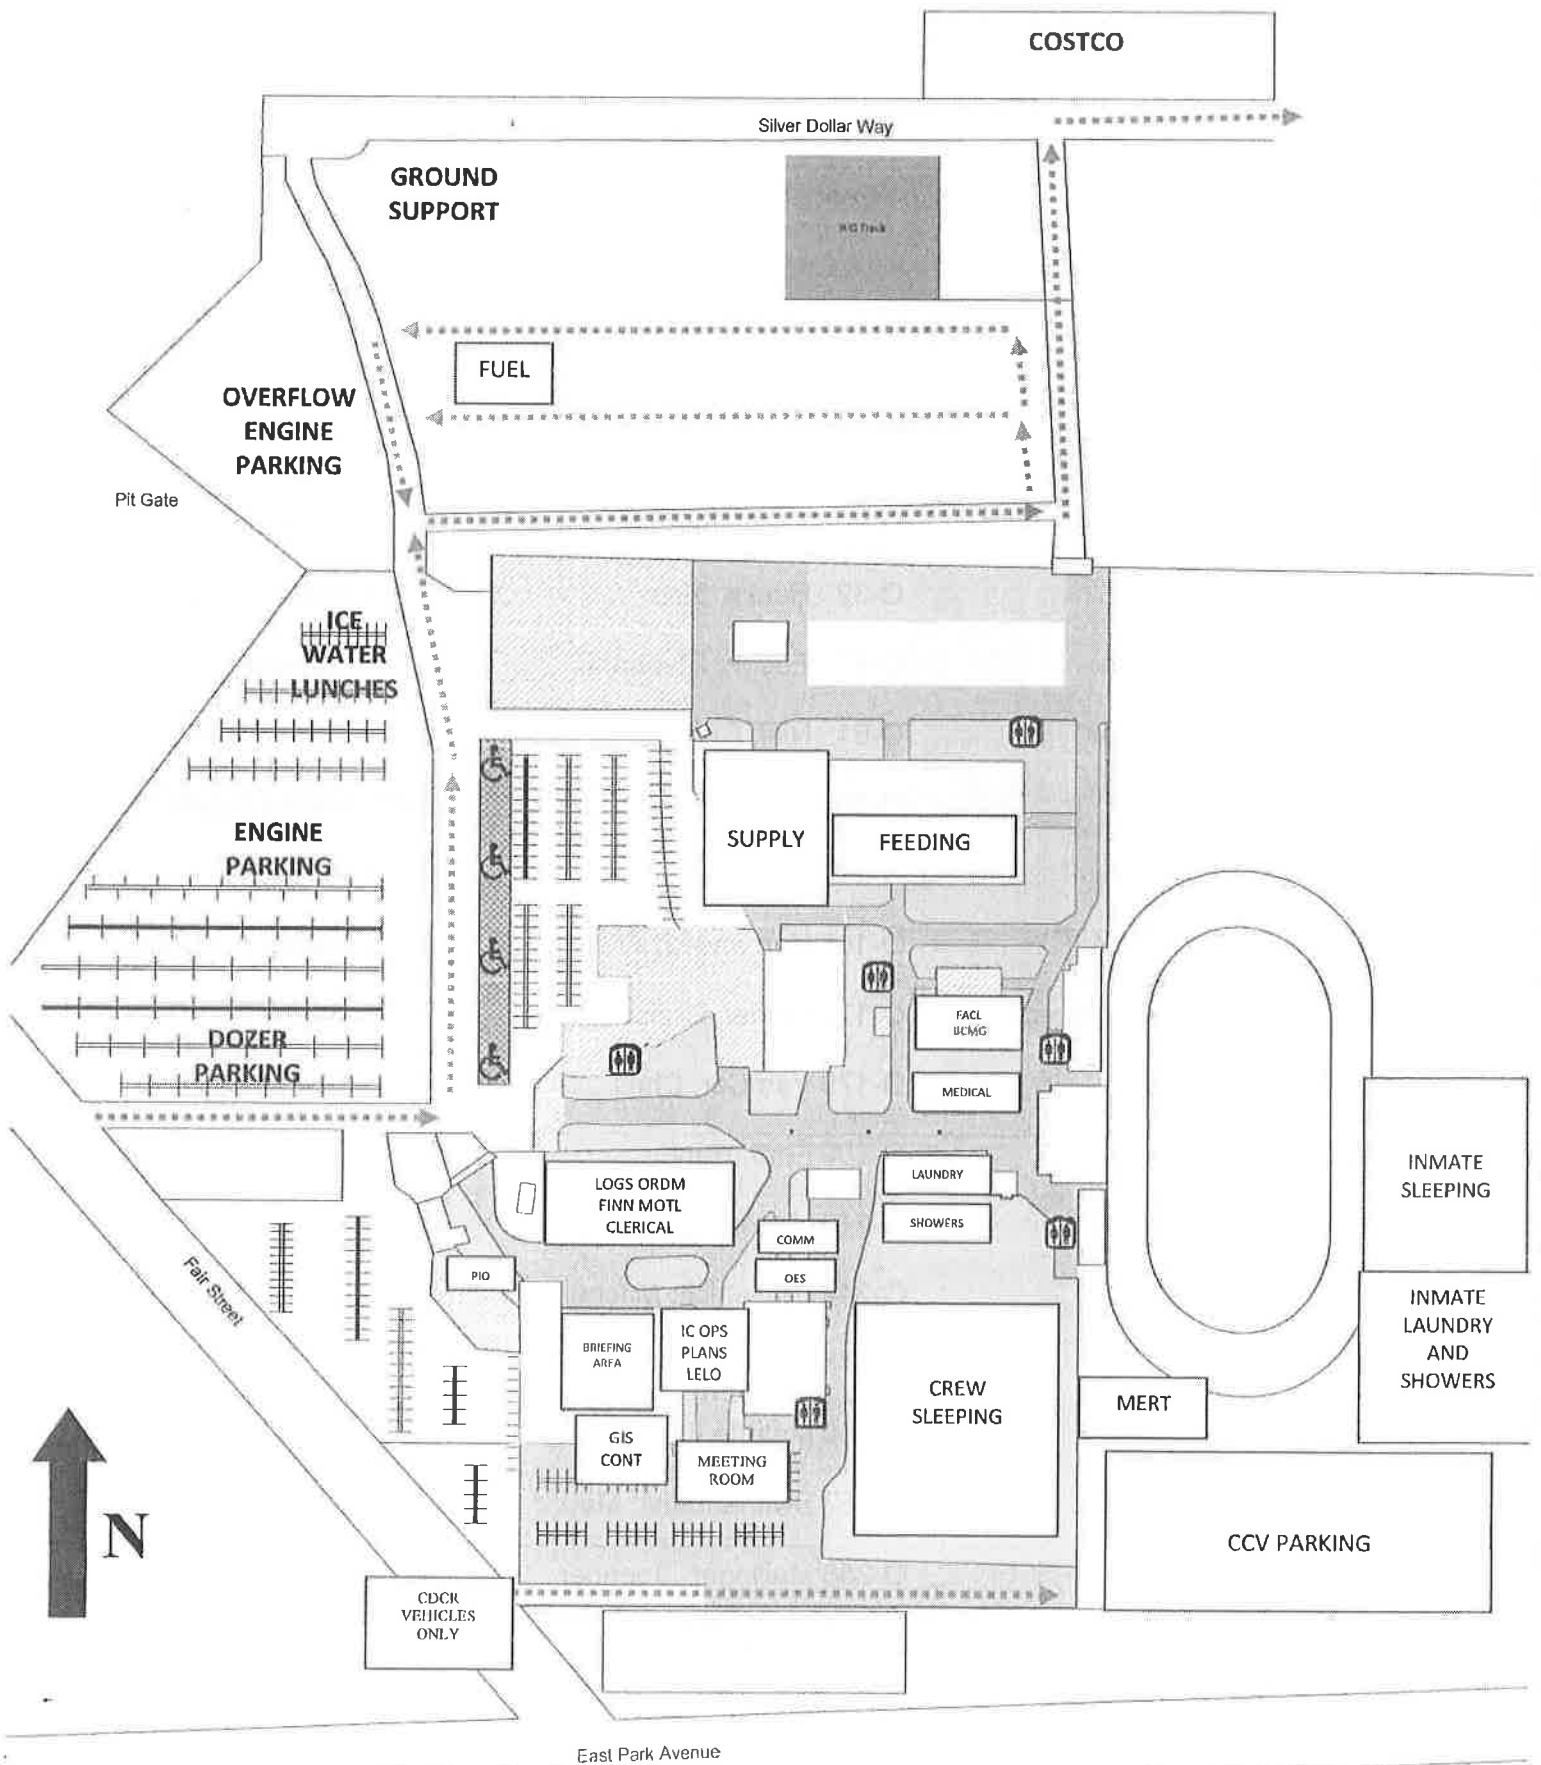 COSTCO
Silver Dollar Way
GROUND
SUPPORT
FUEL
OVERFLOW
ENGINE
PARKING
Pit Gate
ICE
WATER
LUNCHES
ENGINE
PARKING
SUPPLY
FEEDING
FACL
DOZER
PARKING
MEDICAL
LOGS ORDM
FINN MOTL
CLERICAL
LAUNDRY
SHOWERS
COMM
OES
PIO
INMATE
SLEEPING
Fair Street
BRIEFING
AREA
IC OPS
PLANS
LELO
INMATE
LAUNDRY
AND
SHOWERS
CREW
SLEEPING
MERT
GIS
CONT
MEETING
ROOM
N
CCV PARKING
CDCR
VEHICLES
ONLY
East Park Avenue